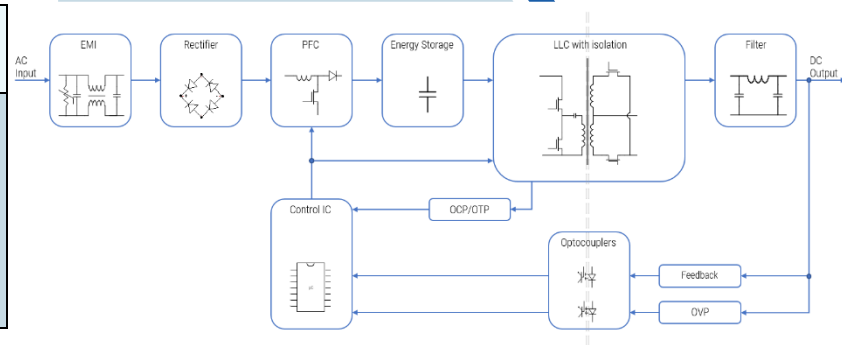 EMI
Rectifier
PFC
Energy Storage
LLC with isolation
Filter
AC
Input
DC
Output
Control IC
OCP/OTP
Optocouplers
Feedback
OVP